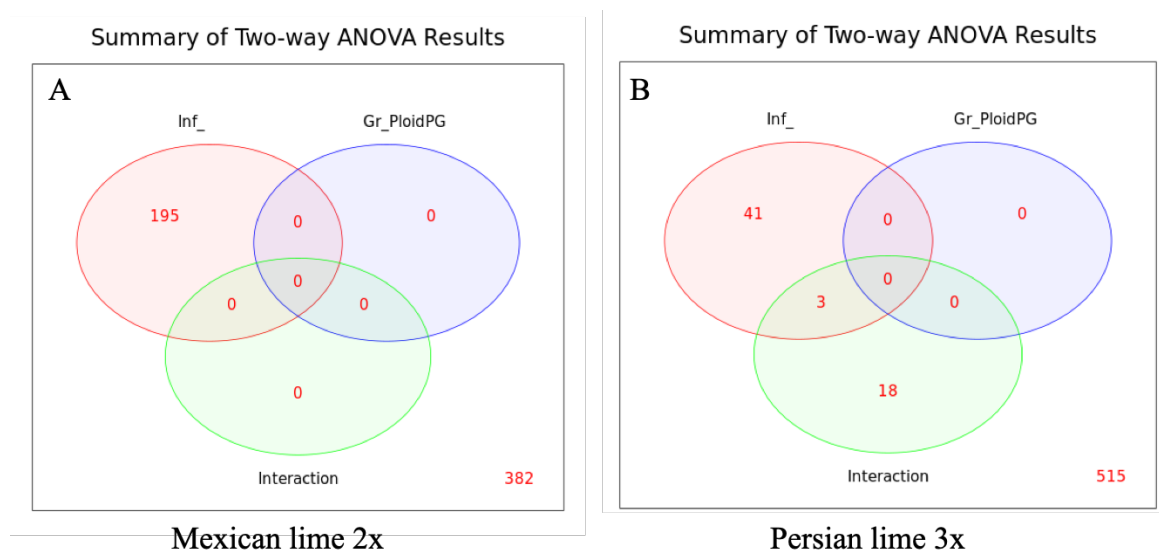 Summary of Two-way ANOVA Results
A
Inf_
Gr_PloidPG
195
0
0
0
0
0
0
Interaction
382
Mexican lime 2x
Summary of Two-way ANOVA Results
B
Inf_
Gr_PloidPG
41
0
0
0
3
0
18
Interaction
515
Persian lime 3x